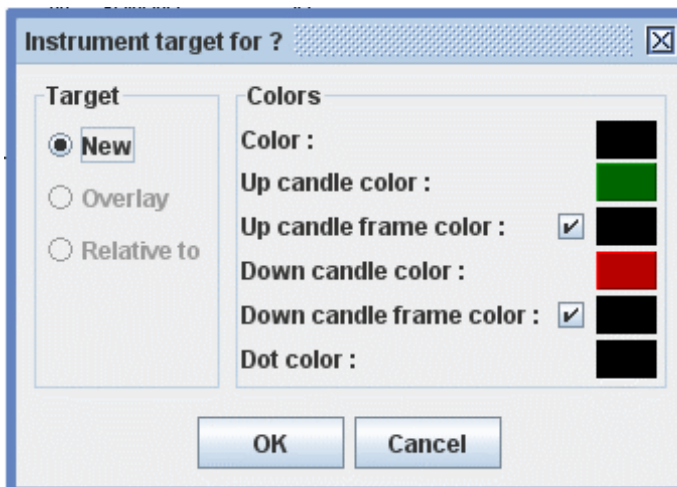 Instrument target for ?
Target
New
Overlay
Relative to
Colors
Color :
Up candle color :
Up candle frame color :
Down candle color :
Down candle frame color :
Dot color :
OK
Cancel